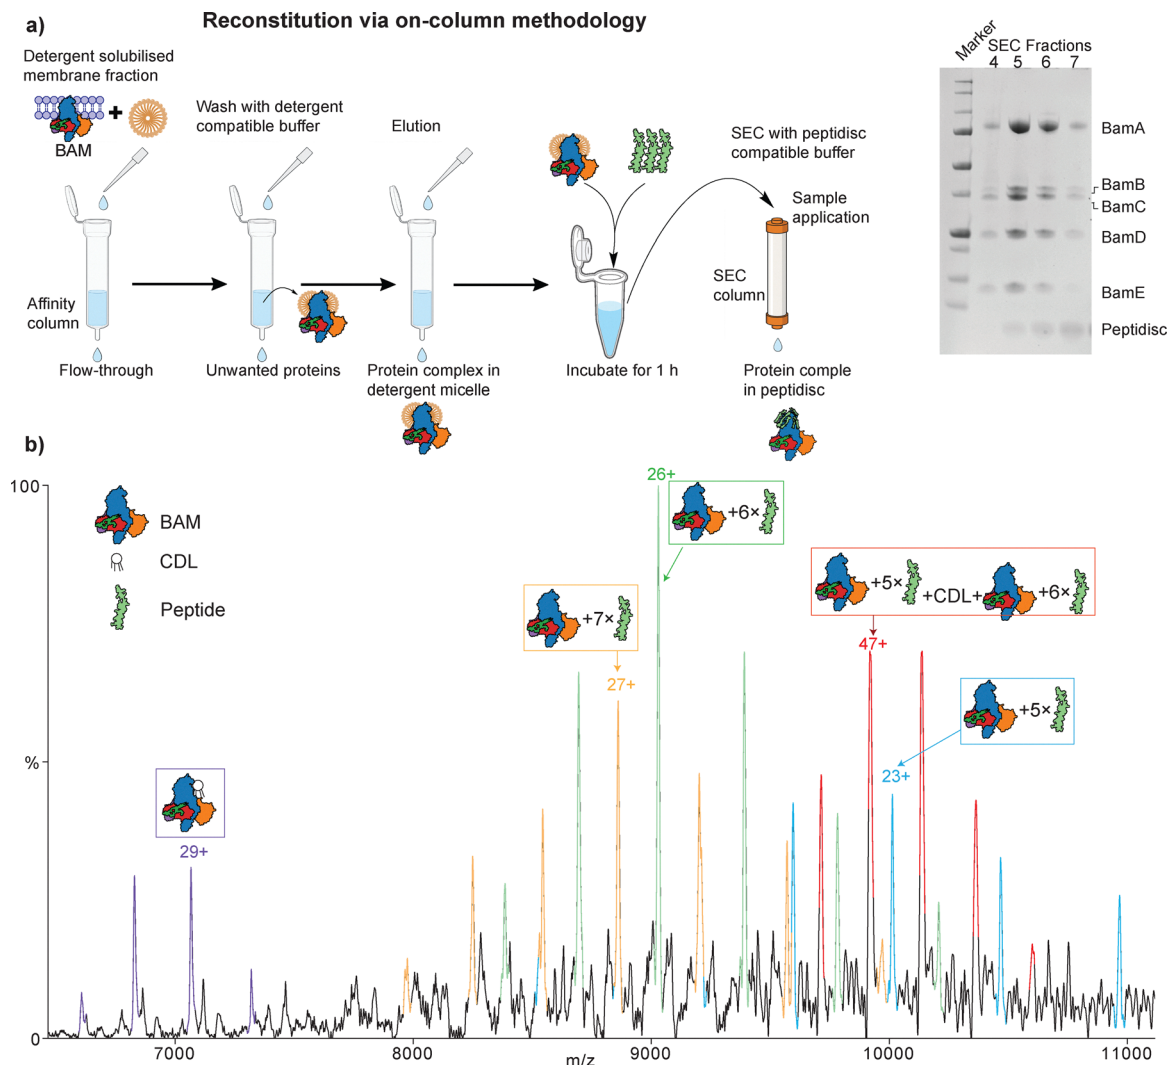 a)
Reconstitution via on-column methodology
Detergent solubilised
membrane fraction
+
BAM
Wash with detergent
compatible buffer
Elution
SEC with peptidisc
compatible buffer
Sample
application
SEC
column
Affinity
column
Flow-through
Unwanted proteins
Protein complex in
detergent micelle
Incubate for 1 h
Protein comple
in peptidisc
Marker
SEC Fractions
4 5 6 7
BamA
BamB
BamC
BamD
BamE
Peptidisc
b)
100
%
0
BAM
CDL
Peptide
29+
+7×
27+
26+
+6×
+5× +CDL+ +6×
47+
+5×
23+
7000 8000 9000 10000 11000
m/z